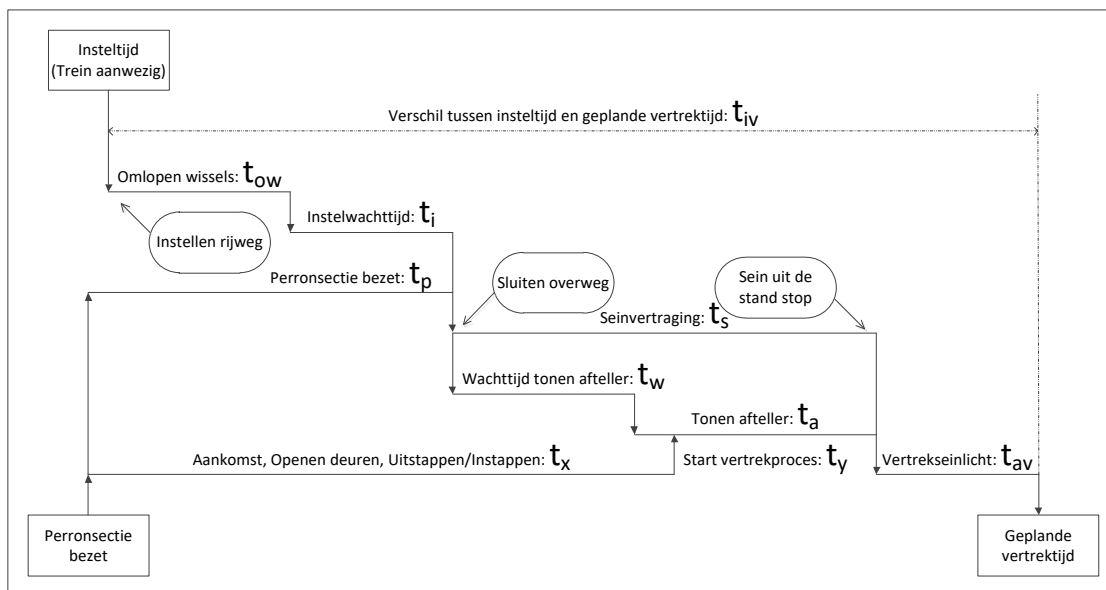 Insteltijd
(Trein aanwezig)
Verschil tussen insteltijd en geplande vertrektijd: tiv
Omlopen wissels: tow
Instelwachttijd: ti
Instellen rijweg
Perronsectie bezet: tp
Sluiten overweg
Sein uit de
stand stop
Seinvertraging: ts
Wachttijd tonen afteller: tw
Tonen afteller: ta
Aankomst, Openen deuren, Uitstappen/Instappen: tx
Start vertrekproces: ty
Vertrekseinlicht: tav
Perronsectie
bezet
Geplande
vertrektijd